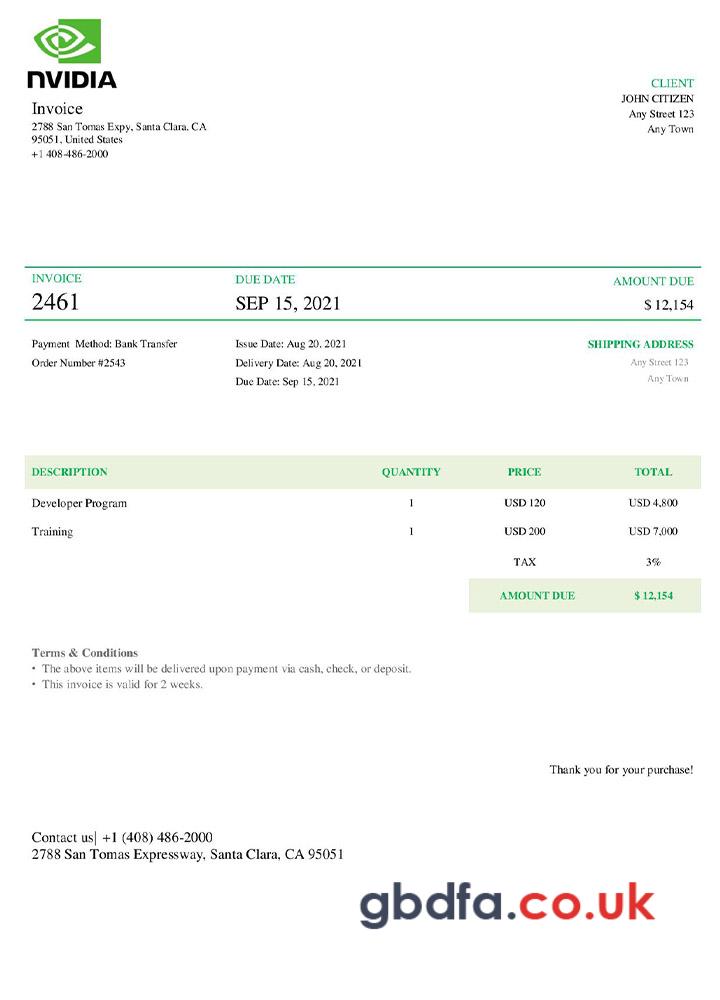 NVIDIA
Invoice
2788 San Tomas Expy, Santa Clara, CA
95051, United States
+1 408-486-2000
CLIENT
JOHN CITIZEN
Any Street 123
Any Town
INVOICE DUE DATE AMOUNT DUE
2461 SEP 15, 2021 $ 12,154
Payment Method: Bank Transfer Issue Date: Aug 20, 2021 SHIPPING ADDRESS
Order Number #2543 Delivery Date: Aug 20, 2021 Any Street 123
Due Date: Sep 15, 2021 Any Town
DESCRIPTION QUANTITY PRICE TOTAL
Developer Program 1 USD 120 USD 4,800
Training 1 USD 200 USD 7,000
TAX 3%
AMOUNT DUE $ 12,154
Terms & Conditions
• The above items will be delivered upon payment via cash, check, or deposit.
• This invoice is valid for 2 weeks.
Thank you for your purchase!
Contact us| +1 (408) 486-2000
2788 San Tomas Expressway, Santa Clara, CA 95051
gbdfa.co.uk